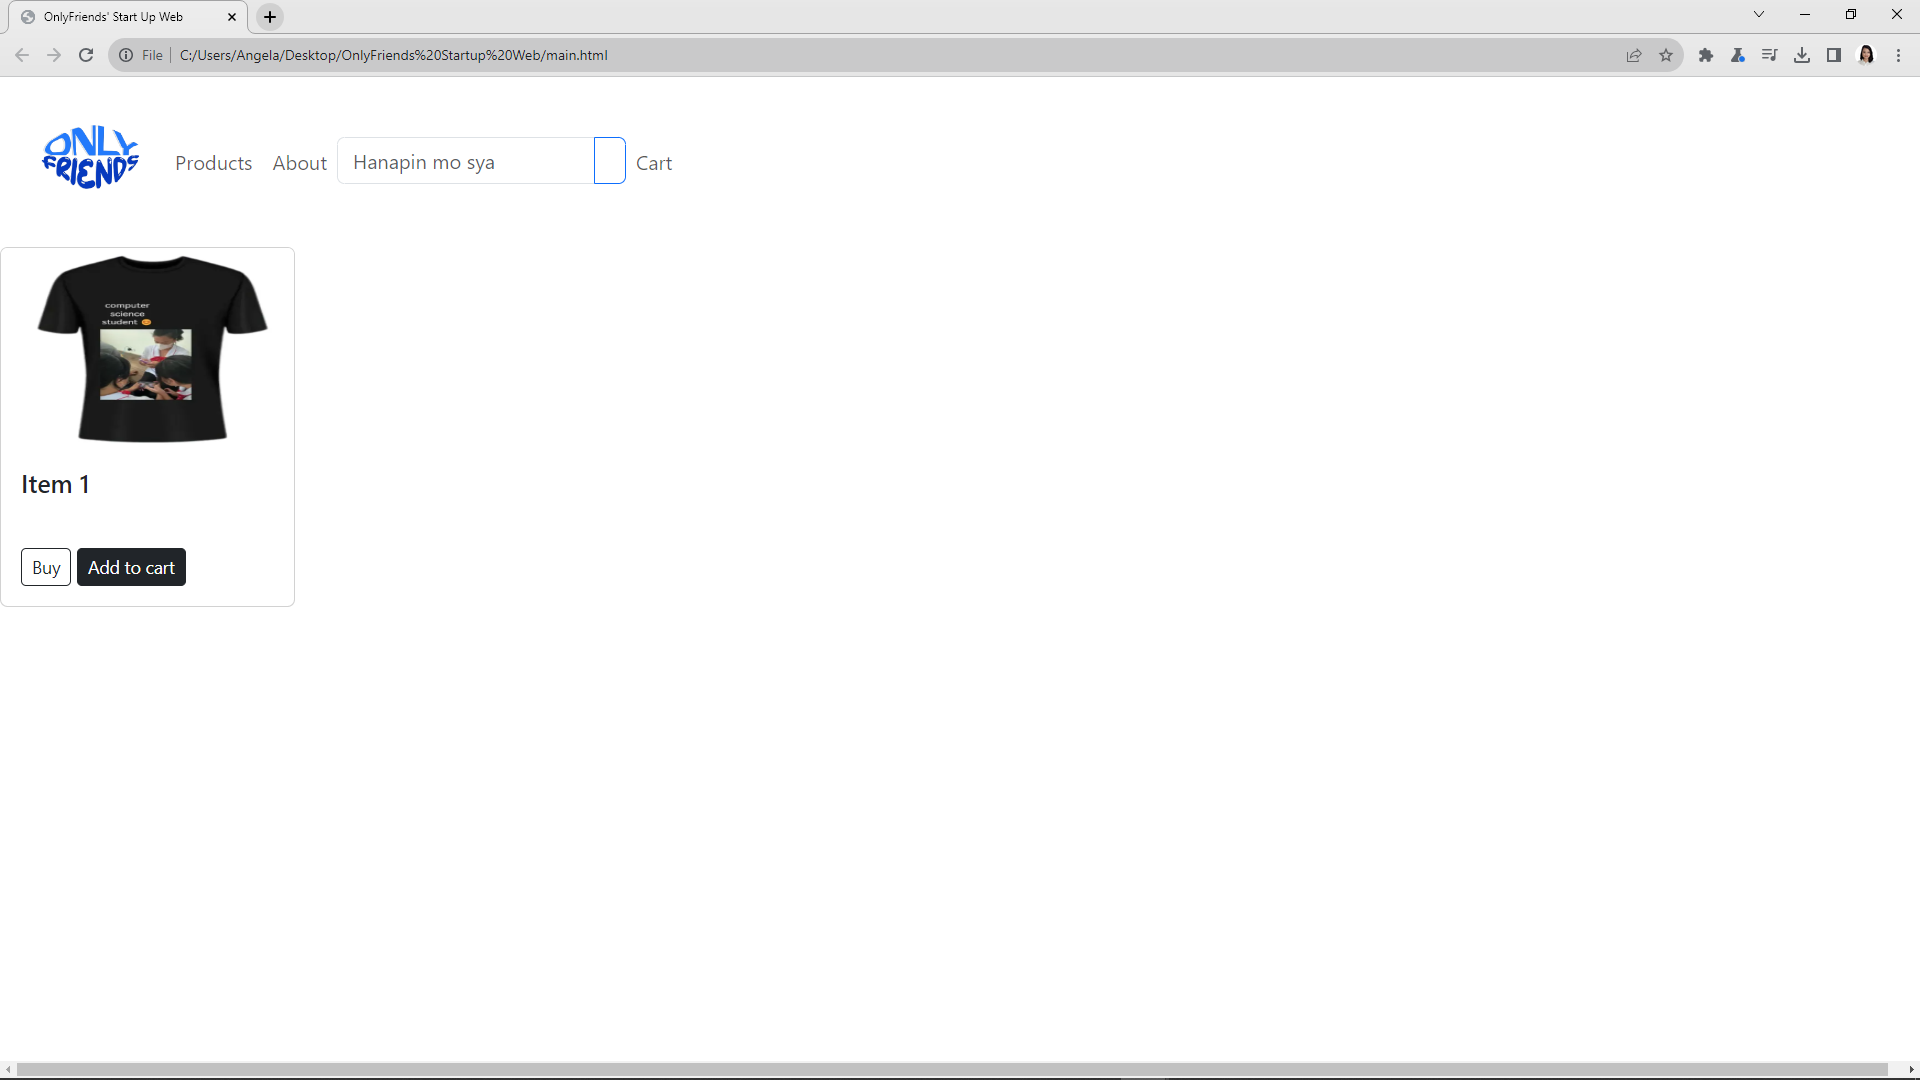 OnlyFriends' Start Up Web
File
C:/Users/Angela/Desktop/OnlyFriends%20Startup%20Web/main.html
ONLY
FRIENDS
Products
About
Hanapin mo sya
Cart
computer
science
student 😊
Item 1
Buy
Add to cart